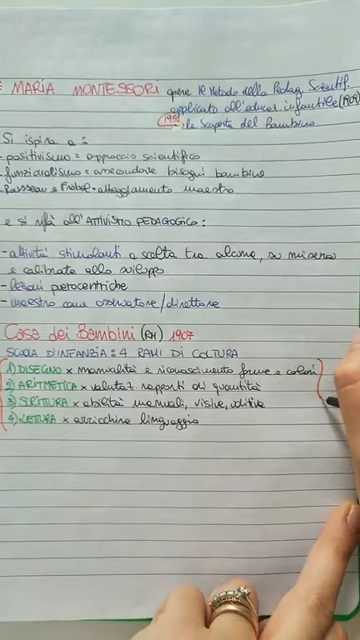 MARIA MONTESSORI opere Il Metodo della Pedag. Scientif.
applicato all'educaz. infantile (1909)
La Scoperta del Bambino
Si ispira a:
- positivismo = approccio scientifico
- funzionalismo = assecondare bisogni bambino
- Rousseau e Frobel = atteggiamento maestro
e si rifà all'ATTIVISMO PEDAGOGICO:
- attività stimolanti a scelta tra alcune, su misura
e calibrate allo sviluppo
- lezioni puerocentriche
- maestro come osservatore/direttore
Casa dei Bambini (RM) 1907
SCUOLA D'INFANZIA: 4 RAMI DI COLTURA
1) DISEGNO x manualità e riconoscimento forme e colori
2) ARITMETICA x valutaz rapporti di quantità
3) SCRITTURA x abilità manuali, visive, uditive
4) LETTURA x arricchire linguaggio